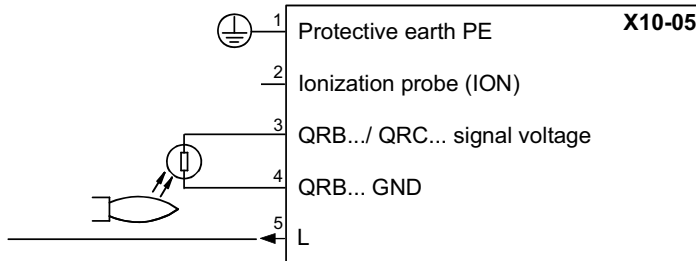 X10-05
1 Protective earth PE
2 Ionization probe (ION)
3 QRB.../ QRC... signal voltage
4 QRB... GND
5 L